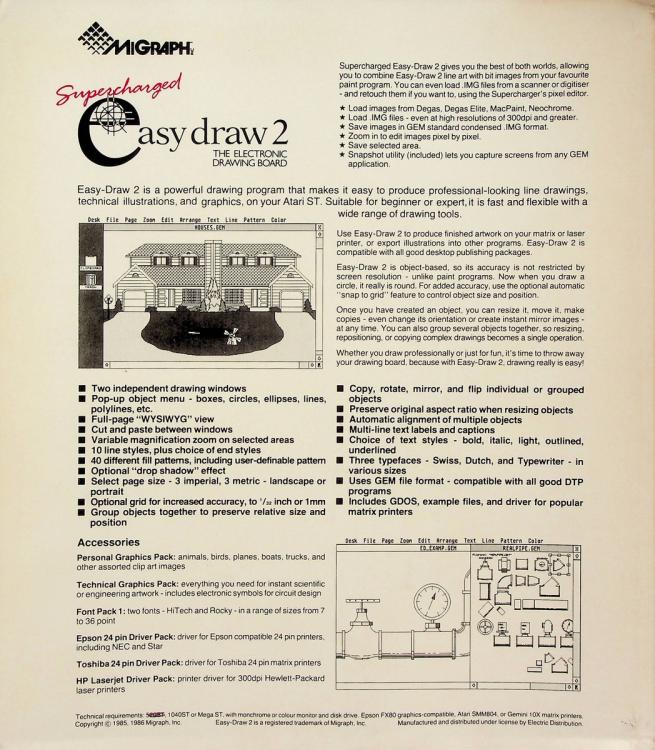 MIGRAPH
Supercharged
easy draw 2
THE ELECTRONIC
DRAWING BOARD
Supercharged Easy-Draw 2 gives you the best of both worlds, allowing
you to combine Easy-Draw 2 line art with bit images from your favourite
paint program. You can even load .IMG files from a scanner or digitiser
- and retouch them if you want to, using the Supercharger's pixel editor.
★ Load images from Degas, Degas Elite, MacPaint, Neochrome.
★ Load .IMG files - even at high resolutions of 300dpi and greater.
★ Save images in GEM standard condensed .IMG format.
★ Zoom in to edit images pixel by pixel.
★ Save selected area.
★ Snapshot utility (included) lets you capture screens from any GEM
application.
Easy-Draw 2 is a powerful drawing program that makes it easy to produce professional-looking line drawings,
technical illustrations, and graphics, on your Atari ST. Suitable for beginner or expert, it is fast and flexible with a
wide range of drawing tools.
Desk File Page Zoom Edit Arrange Text Line Pattern Color
HOUSES.GEM
Use Easy-Draw 2 to produce finished artwork on your matrix or laser
printer, or export illustrations into other programs. Easy-Draw 2 is
compatible with all good desktop publishing packages.
Easy-Draw 2 is object-based, so its accuracy is not restricted by
screen resolution - unlike paint programs. Now when you draw a
circle, it really is round. For added accuracy, use the optional automatic
"snap to grid" feature to control object size and position.
Once you have created an object, you can resize it, move it, make
copies - even change its orientation or create instant mirror images -
at any time. You can also group several objects together, so resizing,
repositioning, or copying complex drawings becomes a single operation.
Whether you draw professionally or just for fun, it's time to throw away
your drawing board, because with Easy-Draw 2, drawing really is easy!
■ Two independent drawing windows
■ Pop-up object menu - boxes, circles, ellipses, lines,
polylines, etc.
■ Full-page "WYSIWYG" view
■ Cut and paste between windows
■ Variable magnification zoom on selected areas
■ 10 line styles, plus choice of end styles
■ 40 different fill patterns, including user-definable pattern
■ Optional "drop shadow" effect
■ Select page size - 3 imperial, 3 metric - landscape or
portrait
■ Optional grid for increased accuracy, to 1/32 inch or 1mm
■ Group objects together to preserve relative size and
position
■ Copy, rotate, mirror, and flip individual or grouped
objects
■ Preserve original aspect ratio when resizing objects
■ Automatic alignment of multiple objects
■ Multi-line text labels and captions
■ Choice of text styles - bold, italic, light, outlined,
underlined
■ Three typefaces - Swiss, Dutch, and Typewriter - in
various sizes
■ Uses GEM file format - compatible with all good DTP
programs
■ Includes GDOS, example files, and driver for popular
matrix printers
Accessories
Personal Graphics Pack: animals, birds, planes, boats, trucks, and
other assorted clip art images
Technical Graphics Pack: everything you need for instant scientific
or engineering artwork - includes electronic symbols for circuit design
Font Pack 1: two fonts - HiTech and Rocky - in a range of sizes from 7
to 36 point
Epson 24 pin Driver Pack: driver for Epson compatible 24 pin printers,
including NEC and Star
Toshiba 24 pin Driver Pack: driver for Toshiba 24 pin matrix printers
HP Laserjet Driver Pack: printer driver for 300dpi Hewlett-Packard
laser printers
Desk File Page Zoom Edit Arrange Text Line Pattern Color
ED.EXAMP.GEM REALPIPE.GEM
Technical requirements: 1040ST or Mega ST, with monchrome or colour monitor and disk drive. Epson FX80 graphics-compatible, Atari SMM804, or Gemini 10X matrix printers.
Copyright © 1985, 1986 Migraph, Inc. Easy-Draw 2 is a registered trademark of Migraph, Inc. Manufactured and distributed under license by Electric Distribution.